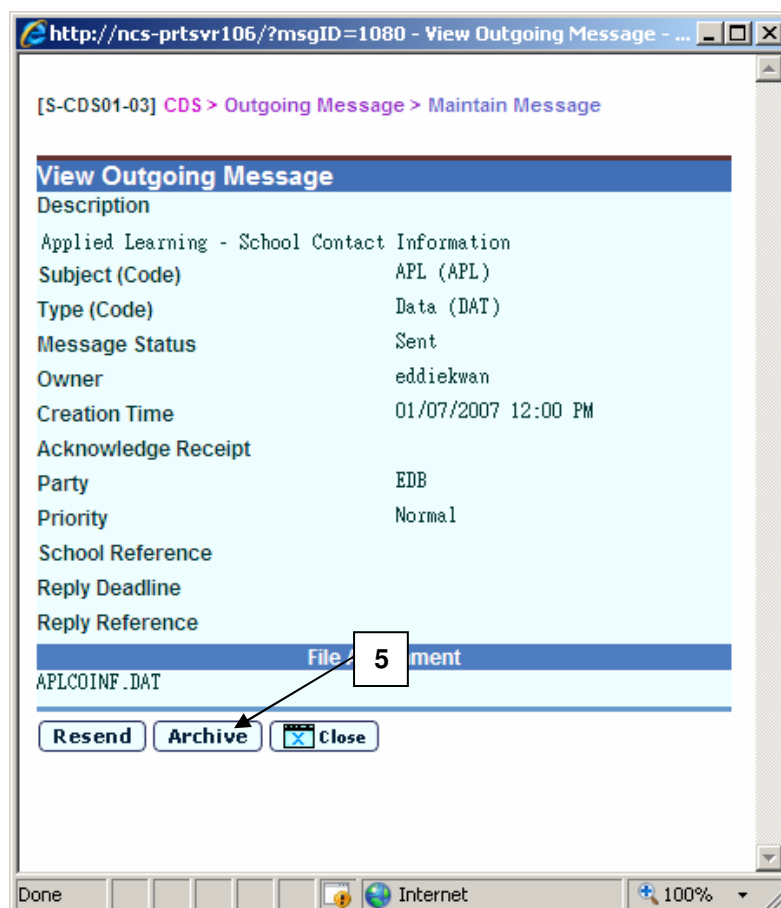 http://ncs-prtsvr106/?msgID=1080 - View Outgoing Message - ...
[S-CDS01-03] CDS > Outgoing Message > Maintain Message
View Outgoing Message
Description
Applied Learning - School Contact Information
Subject (Code) APL (APL)
Type (Code) Data (DAT)
Message Status Sent
Owner eddiekwan
Creation Time 01/07/2007 12:00 PM
Acknowledge Receipt
Party EDB
Priority Normal
School Reference
Reply Deadline
Reply Reference
File 5 ment
APLCOINF.DAT
Resend Archive Close
Done Internet 100%